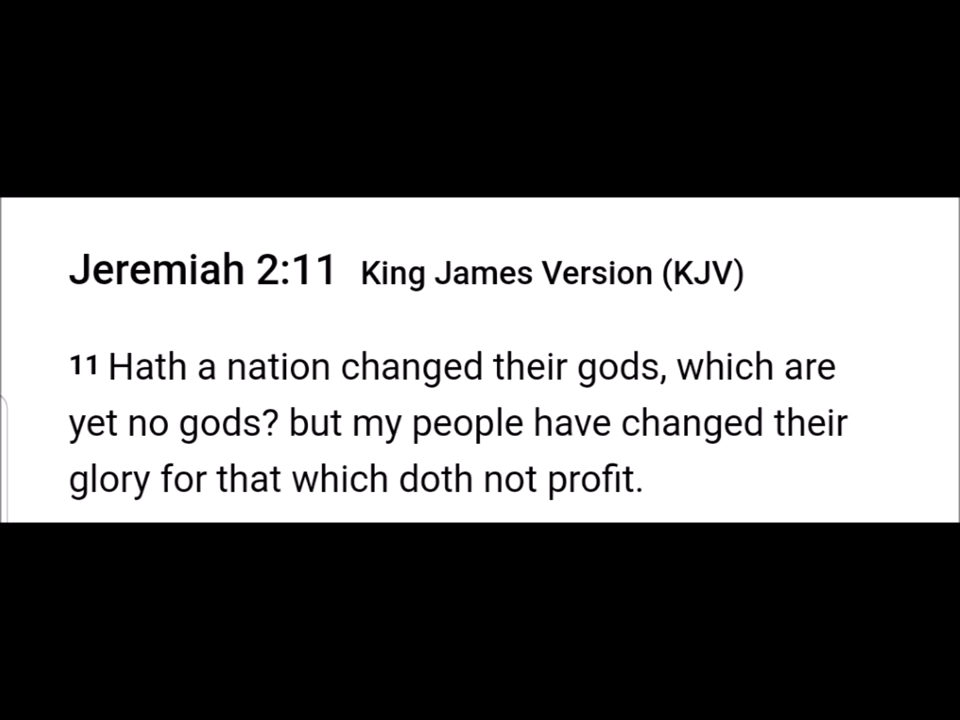 Jeremiah 2:11 King James Version (KJV)
11 Hath a nation changed their gods, which are
yet no gods? but my people have changed their
glory for that which doth not profit.